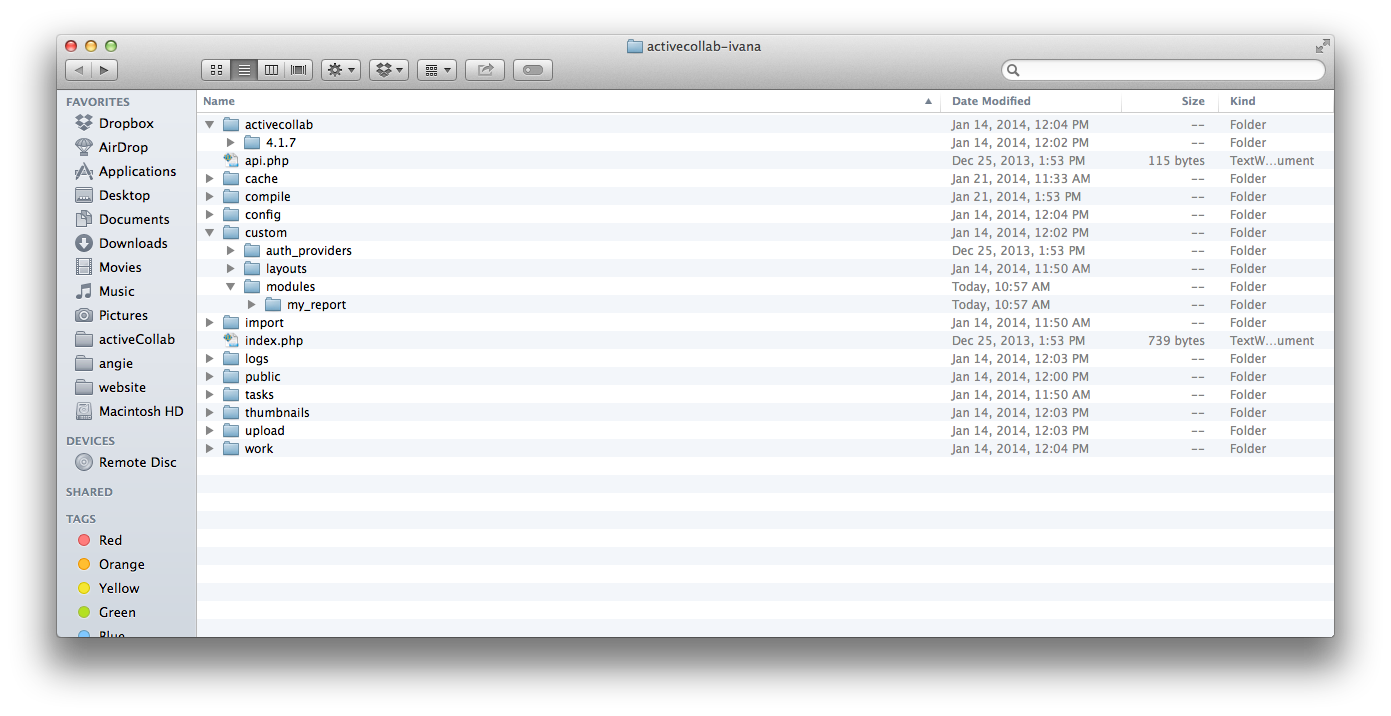 activecollab-ivana
FAVORITES
Dropbox
AirDrop
Applications
Desktop
Documents
Downloads
Movies
Music
Pictures
activeCollab
angie
website
Macintosh HD
DEVICES
Remote Disc
SHARED
TAGS
Red
Orange
Yellow
Green
Blue
Name Date Modified Size Kind
activecollab Jan 14, 2014, 12:04 PM -- Folder
4.1.7 Jan 14, 2014, 12:02 PM -- Folder
api.php Dec 25, 2013, 1:53 PM 115 bytes TextW...ument
cache Jan 21, 2014, 11:33 AM -- Folder
compile Jan 21, 2014, 1:53 PM -- Folder
config Jan 14, 2014, 12:04 PM -- Folder
custom Jan 14, 2014, 12:02 PM -- Folder
auth_providers Dec 25, 2013, 1:53 PM -- Folder
layouts Jan 14, 2014, 11:50 AM -- Folder
modules Today, 10:57 AM -- Folder
my_report Today, 10:57 AM -- Folder
import Jan 14, 2014, 11:50 AM -- Folder
index.php Dec 25, 2013, 1:53 PM 739 bytes TextW...ument
logs Jan 14, 2014, 12:03 PM -- Folder
public Jan 14, 2014, 12:00 PM -- Folder
tasks Jan 14, 2014, 11:50 AM -- Folder
thumbnails Jan 14, 2014, 12:03 PM -- Folder
upload Jan 14, 2014, 12:03 PM -- Folder
work Jan 14, 2014, 12:04 PM -- Folder